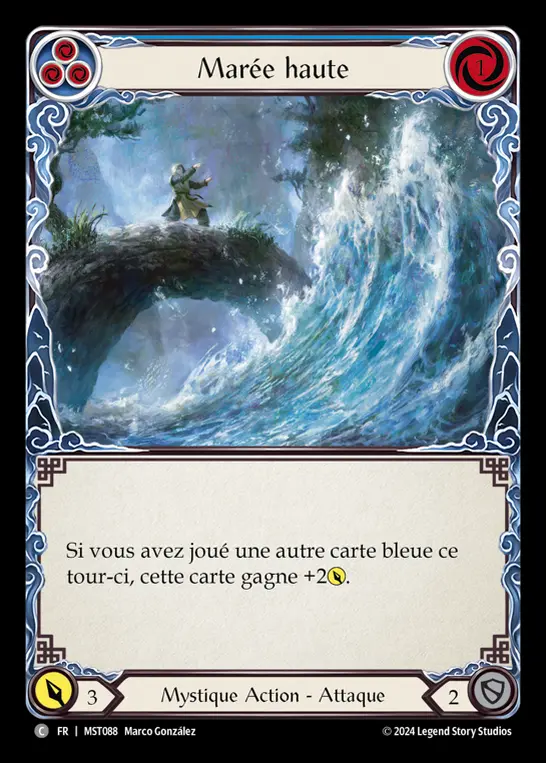 Marée haute
1
Si vous avez joué une autre carte bleue ce
tour-ci, cette carte gagne +2.
3
Mystique Action - Attaque
2
C FR | MST088 Marco González
© 2024 Legend Story Studios